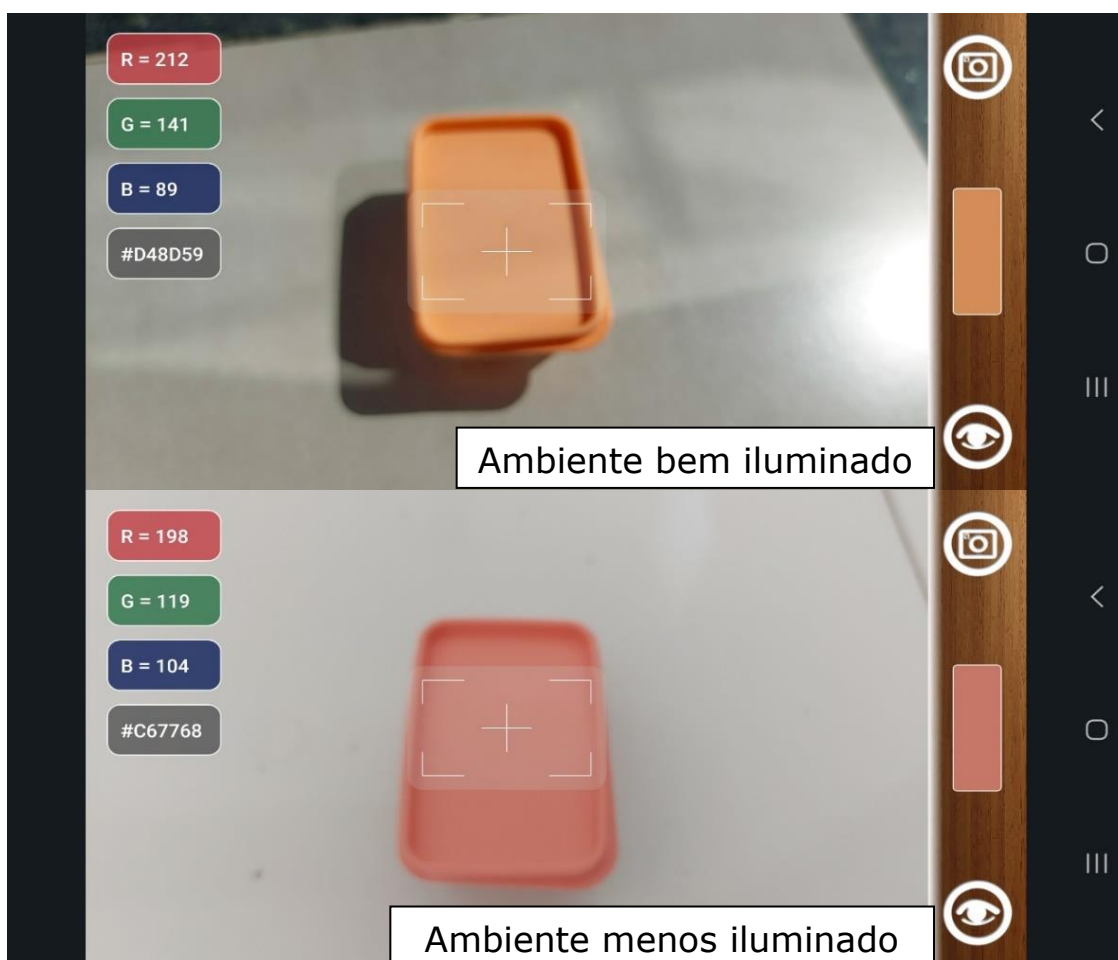 R = 212
G = 141
B = 89
#D48D59
Ambiente bem iluminado
R = 198
G = 119
B = 104
#C67768
Ambiente menos iluminado